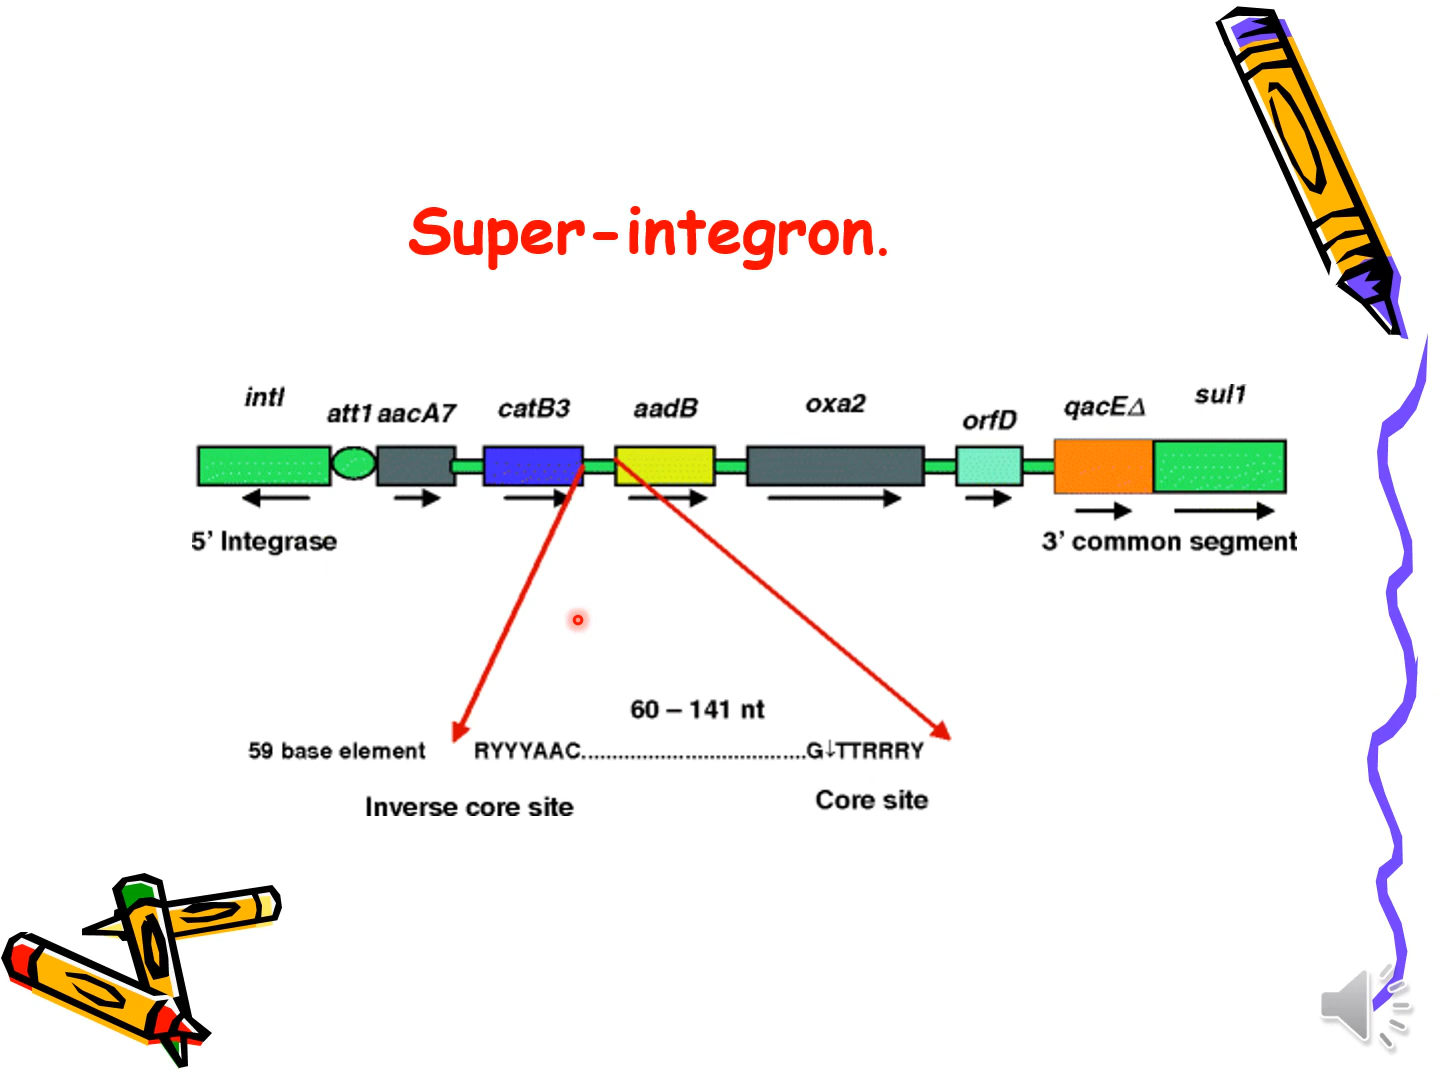 Super-integron.
intI att1 aacA7 catB3 aadB oxa2 orfD qacEΔ sul1
5’ Integrase 3’ common segment
60 – 141 nt
59 base element RYYYAAC......................................G↓TTRRRY
Inverse core site Core site